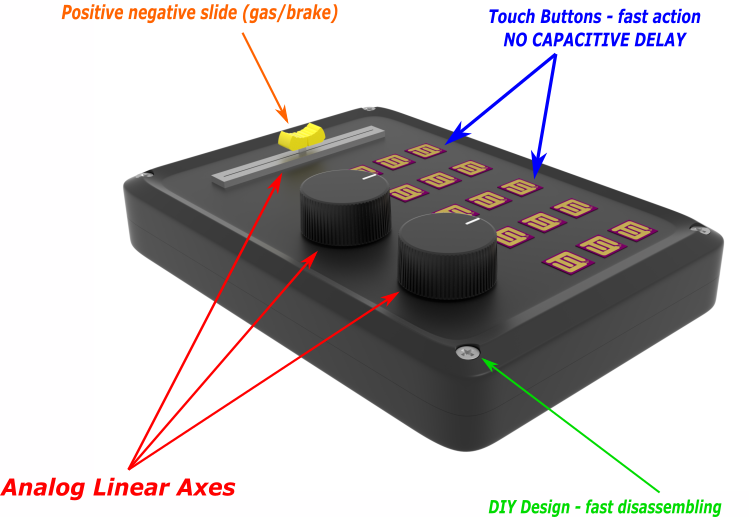 Positive negative slide (gas/brake)
Touch Buttons - fast action
NO CAPACITIVE DELAY
Analog Linear Axes
DIY Design - fast disassembling